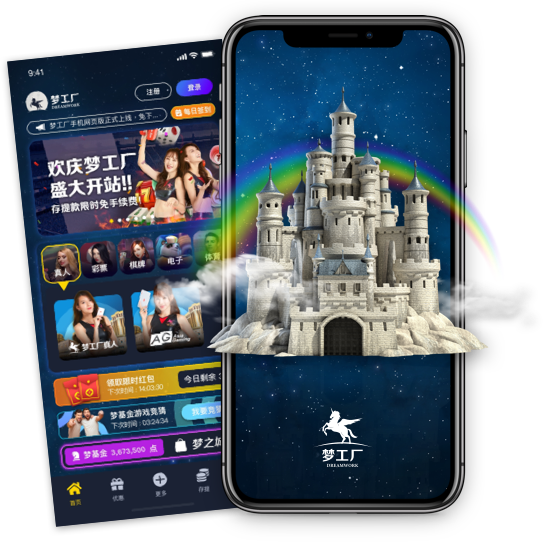 9:41
梦工厂
DREAMWORK
注册
登录
梦工厂手机网页版正式上线，免下...
每日签到
欢庆梦工厂
盛大开站!!
存提款限时免手续费
真人
彩票
棋牌
电子
体育
梦工厂真人
AG Asia Gaming
领取限时红包
下次时间：14:03:30
今日剩余
梦基金游戏竞猜
下次时间：03:24:34
我要竞猜
梦基金 3,673,500 点
梦之城
首页
优惠
更多
存提
梦工厂
DREAMWORK